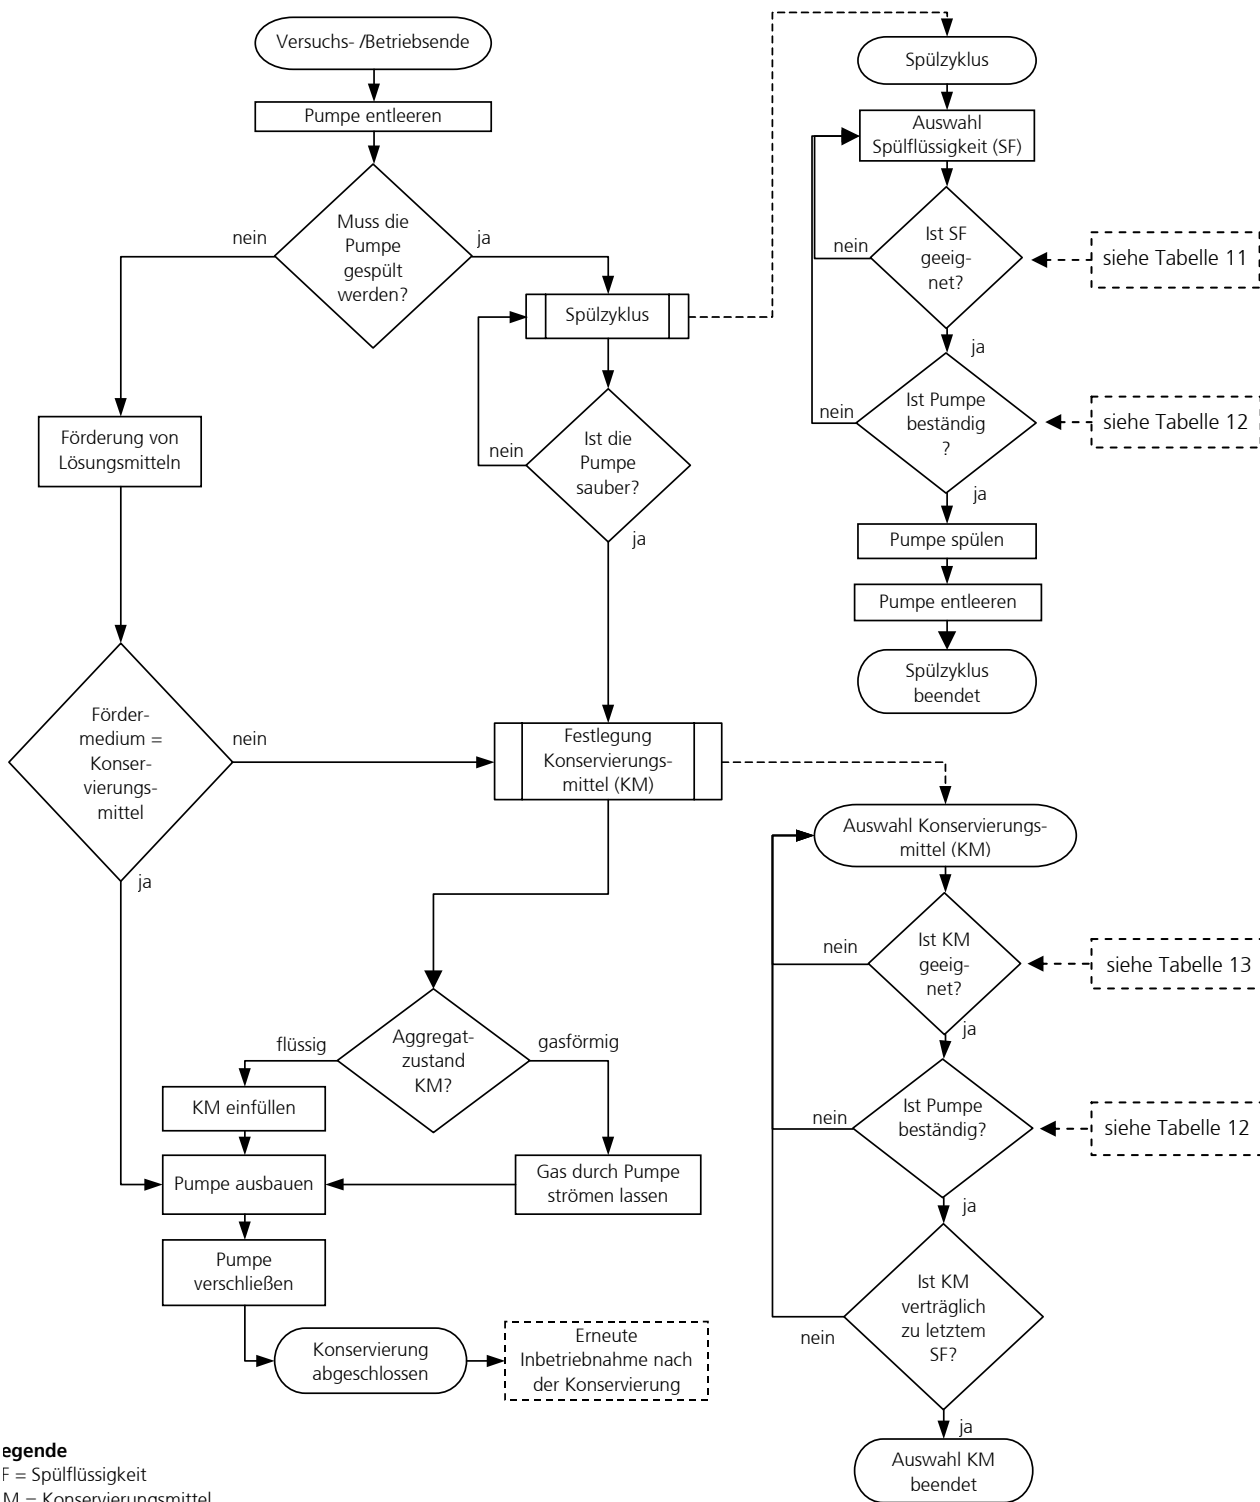 Versuchs- /Betriebsende
Pumpe entleeren
Muss die
Pumpe
gespült
werden?
nein
ja
Förderung von
Lösungsmitteln
Spülzyklus
Ist die
Pumpe
sauber?
nein
ja
Förder-
medium =
Konser-
vierungs-
mittel
nein
ja
Festlegung
Konservierungs-
mittel (KM)
Aggregat-
zustand
KM?
flüssig
gasförmig
KM einfüllen
Pumpe ausbauen
Gas durch Pumpe
strömen lassen
Pumpe
verschließen
Konservierung
abgeschlossen
Erneute
Inbetriebnahme nach
der Konservierung
Spülzyklus
Auswahl
Spülflüssigkeit (SF)
Ist SF
geeig-
net?
nein
ja
siehe Tabelle 11
Ist Pumpe
beständig
?
nein
ja
siehe Tabelle 12
Pumpe spülen
Pumpe entleeren
Spülzyklus
beendet
Auswahl Konservierungs-
mittel (KM)
Ist KM
geeig-
net?
nein
ja
siehe Tabelle 13
Ist Pumpe
beständig?
nein
ja
siehe Tabelle 12
Ist KM
verträglich
zu letztem
SF?
nein
ja
Auswahl KM
beendet
egende
F = Spülflüssigkeit
M = Konservierungsmittel